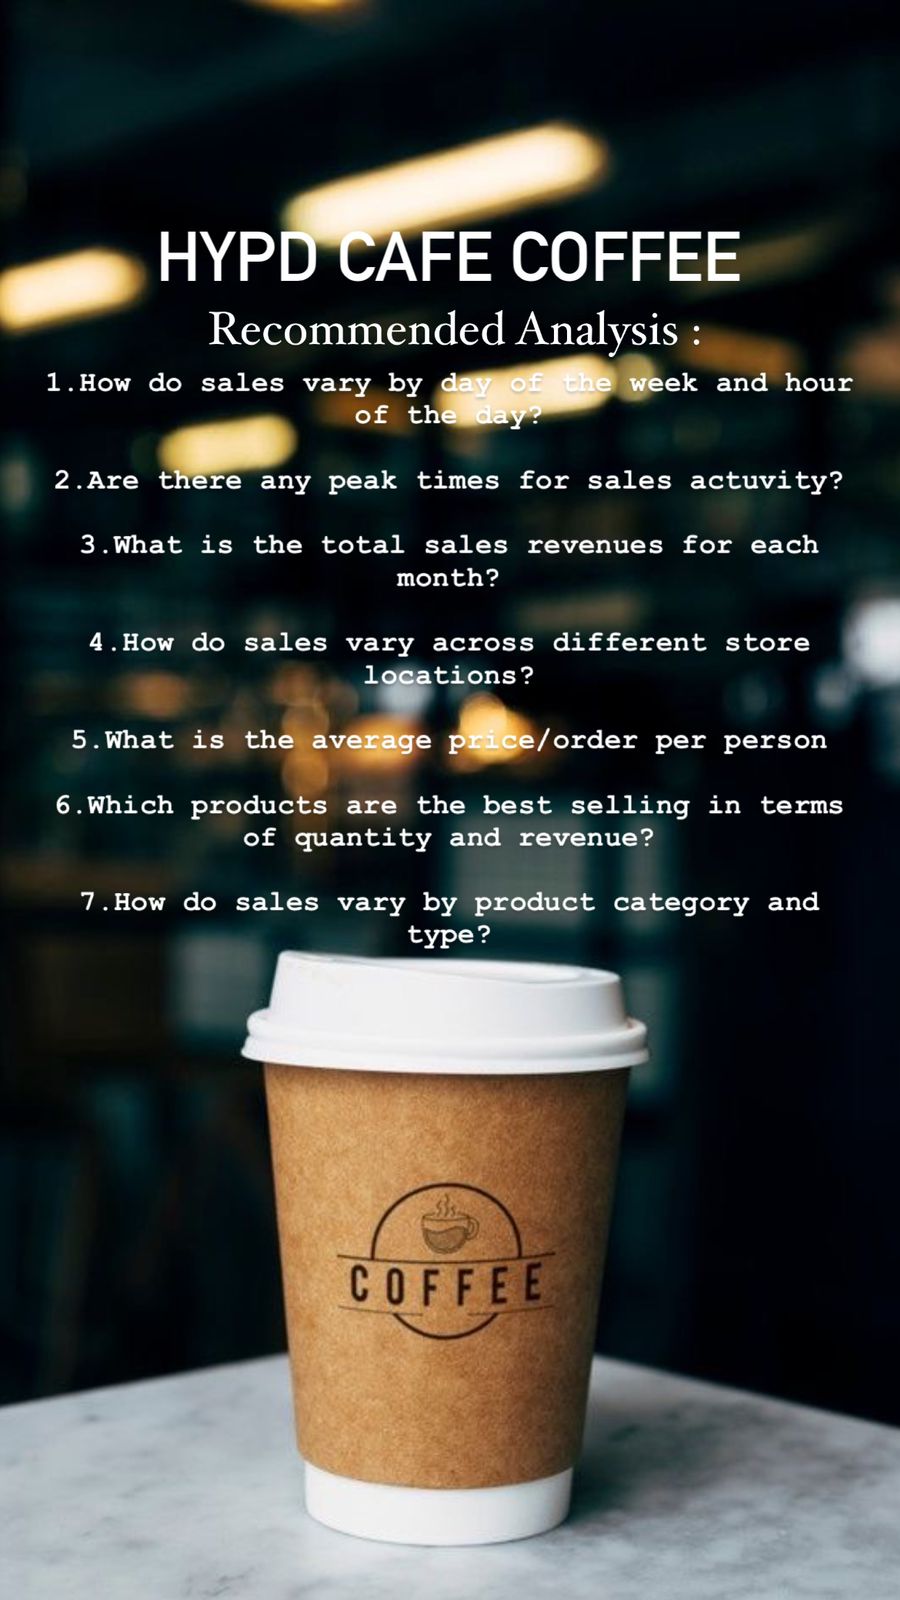 HYPD CAFE COFFEE
Recommended Analysis :
1.How do sales vary by day of the week and hour
of the day?
2.Are there any peak times for sales actuvity?
3.What is the total sales revenues for each
month?
4.How do sales vary across different store
locations?
5.What is the average price/order per person
6.Which products are the best selling in terms
of quantity and revenue?
7.How do sales vary by product category and
type?
COFFEE